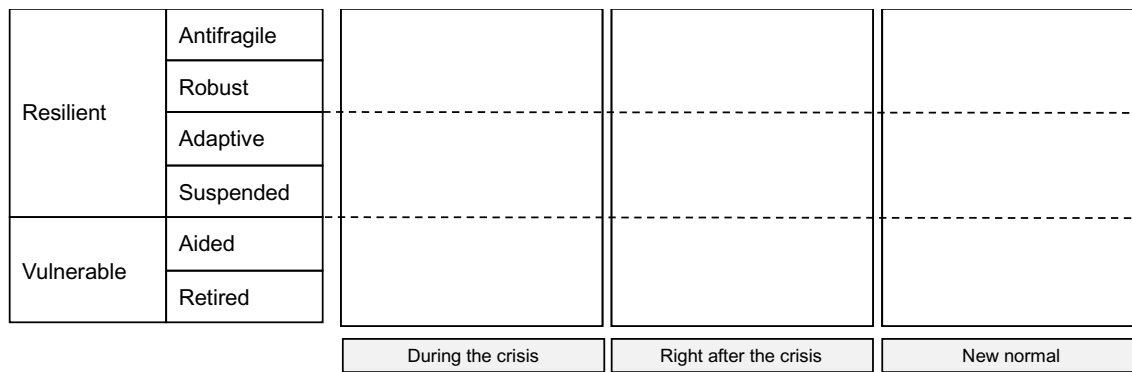 Resilient
Antifragile
Robust
Adaptive
Suspended
Vulnerable
Aided
Retired
During the crisis
Right after the crisis
New normal